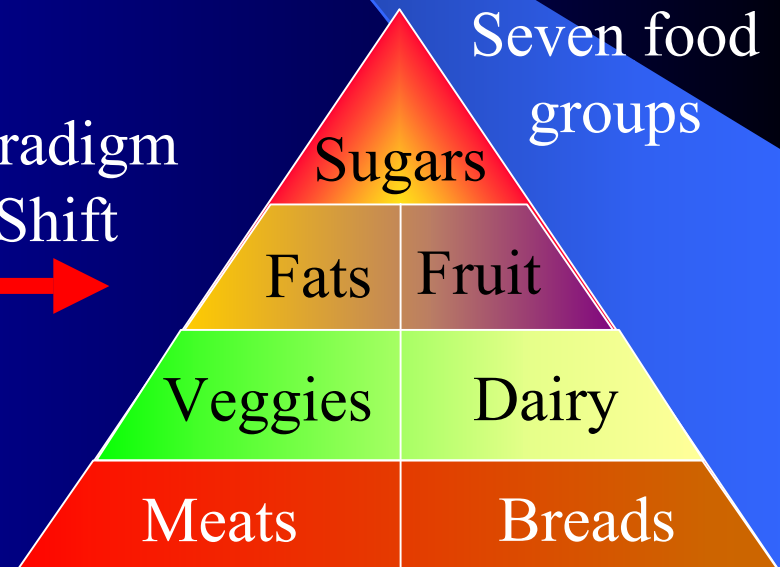 Seven food
groups
radigm
Shift
Sugars
Fats Fruit
Veggies Dairy
Meats Breads